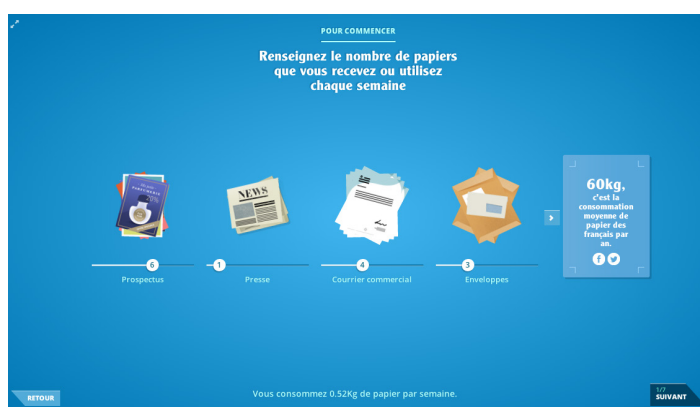 POUR COMMENCER
Renseignez le nombre de papiers
que vous recevez ou utilisez
chaque semaine
20%
NEWS
60kg,
c'est la
consommation
moyenne de
papier des
français par
an.
6
1
4
3
Prospectus
Presse
Courrier commercial
Enveloppes
RETOUR
Vous consommez 0.52Kg de papier par semaine.
1/7
SUIVANT